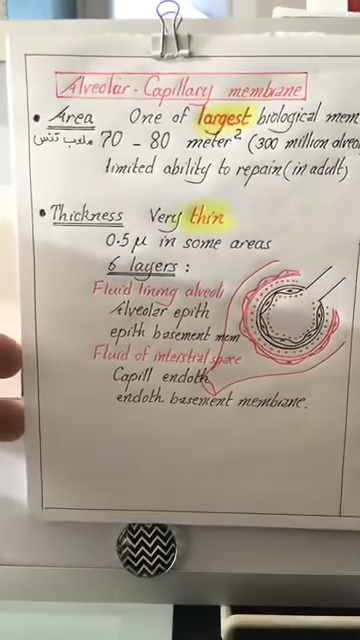 Alveolar-Capillary membrane
• Area One of largest biological mem
ملعب تنس 70 - 80 meter² (300 million alveo
limited ability to repain (in adult)
• Thickness Very thin
0.5 µ in some areas
6 layers :
Fluid lining alveoli
Alveolar epith
epith basement mem
Fluid of interstitial space
Capill endoth
endoth basement membrane.